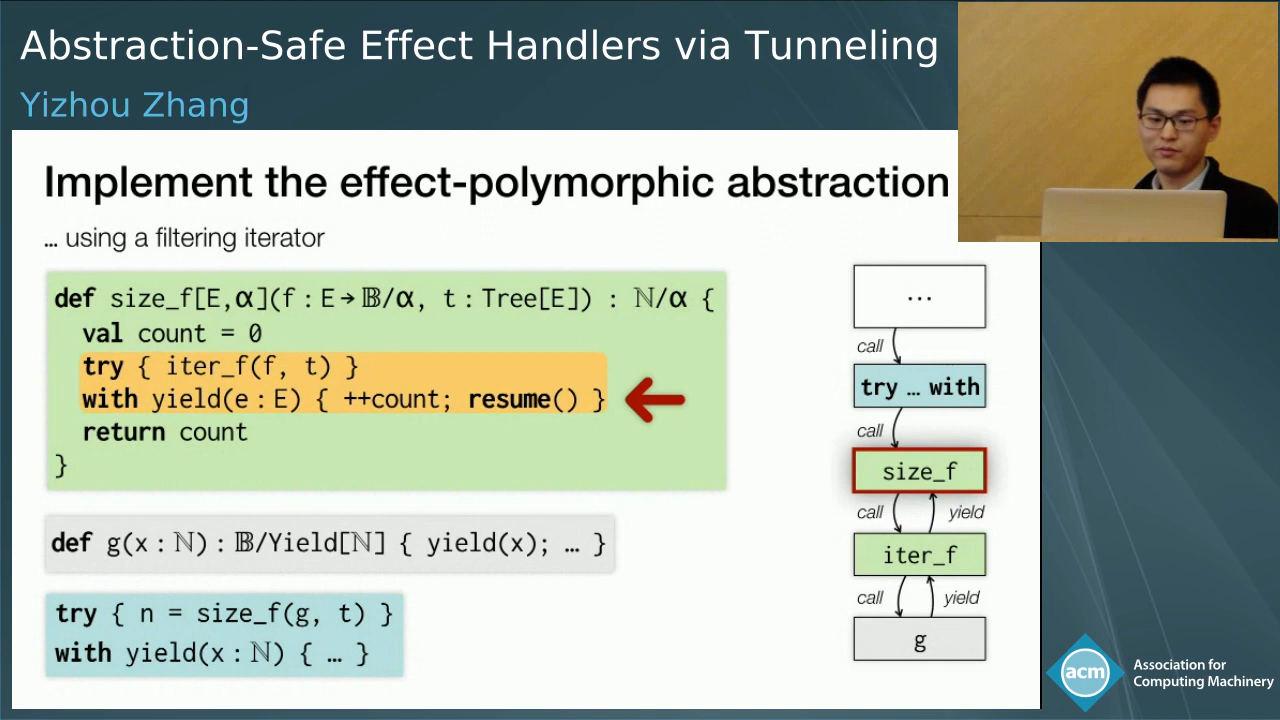 Abstraction-Safe Effect Handlers via Tunneling
Yizhou Zhang
Implement the effect-polymorphic abstraction
… using a filtering iterator
def size_f[E,α](f:E→𝔹/α, t:Tree[E]) : ℕ/α {
val count = 0
try { iter_f(f, t) }
with yield(e:E) { ++count; resume() }
return count
}
def g(x:ℕ):𝔹/Yield[ℕ] { yield(x); … }
try { n = size_f(g, t) }
with yield(x:ℕ) { … }
…
call
try … with
call
size_f
call yield
iter_f
call yield
g
acm
Association for
Computing Machinery